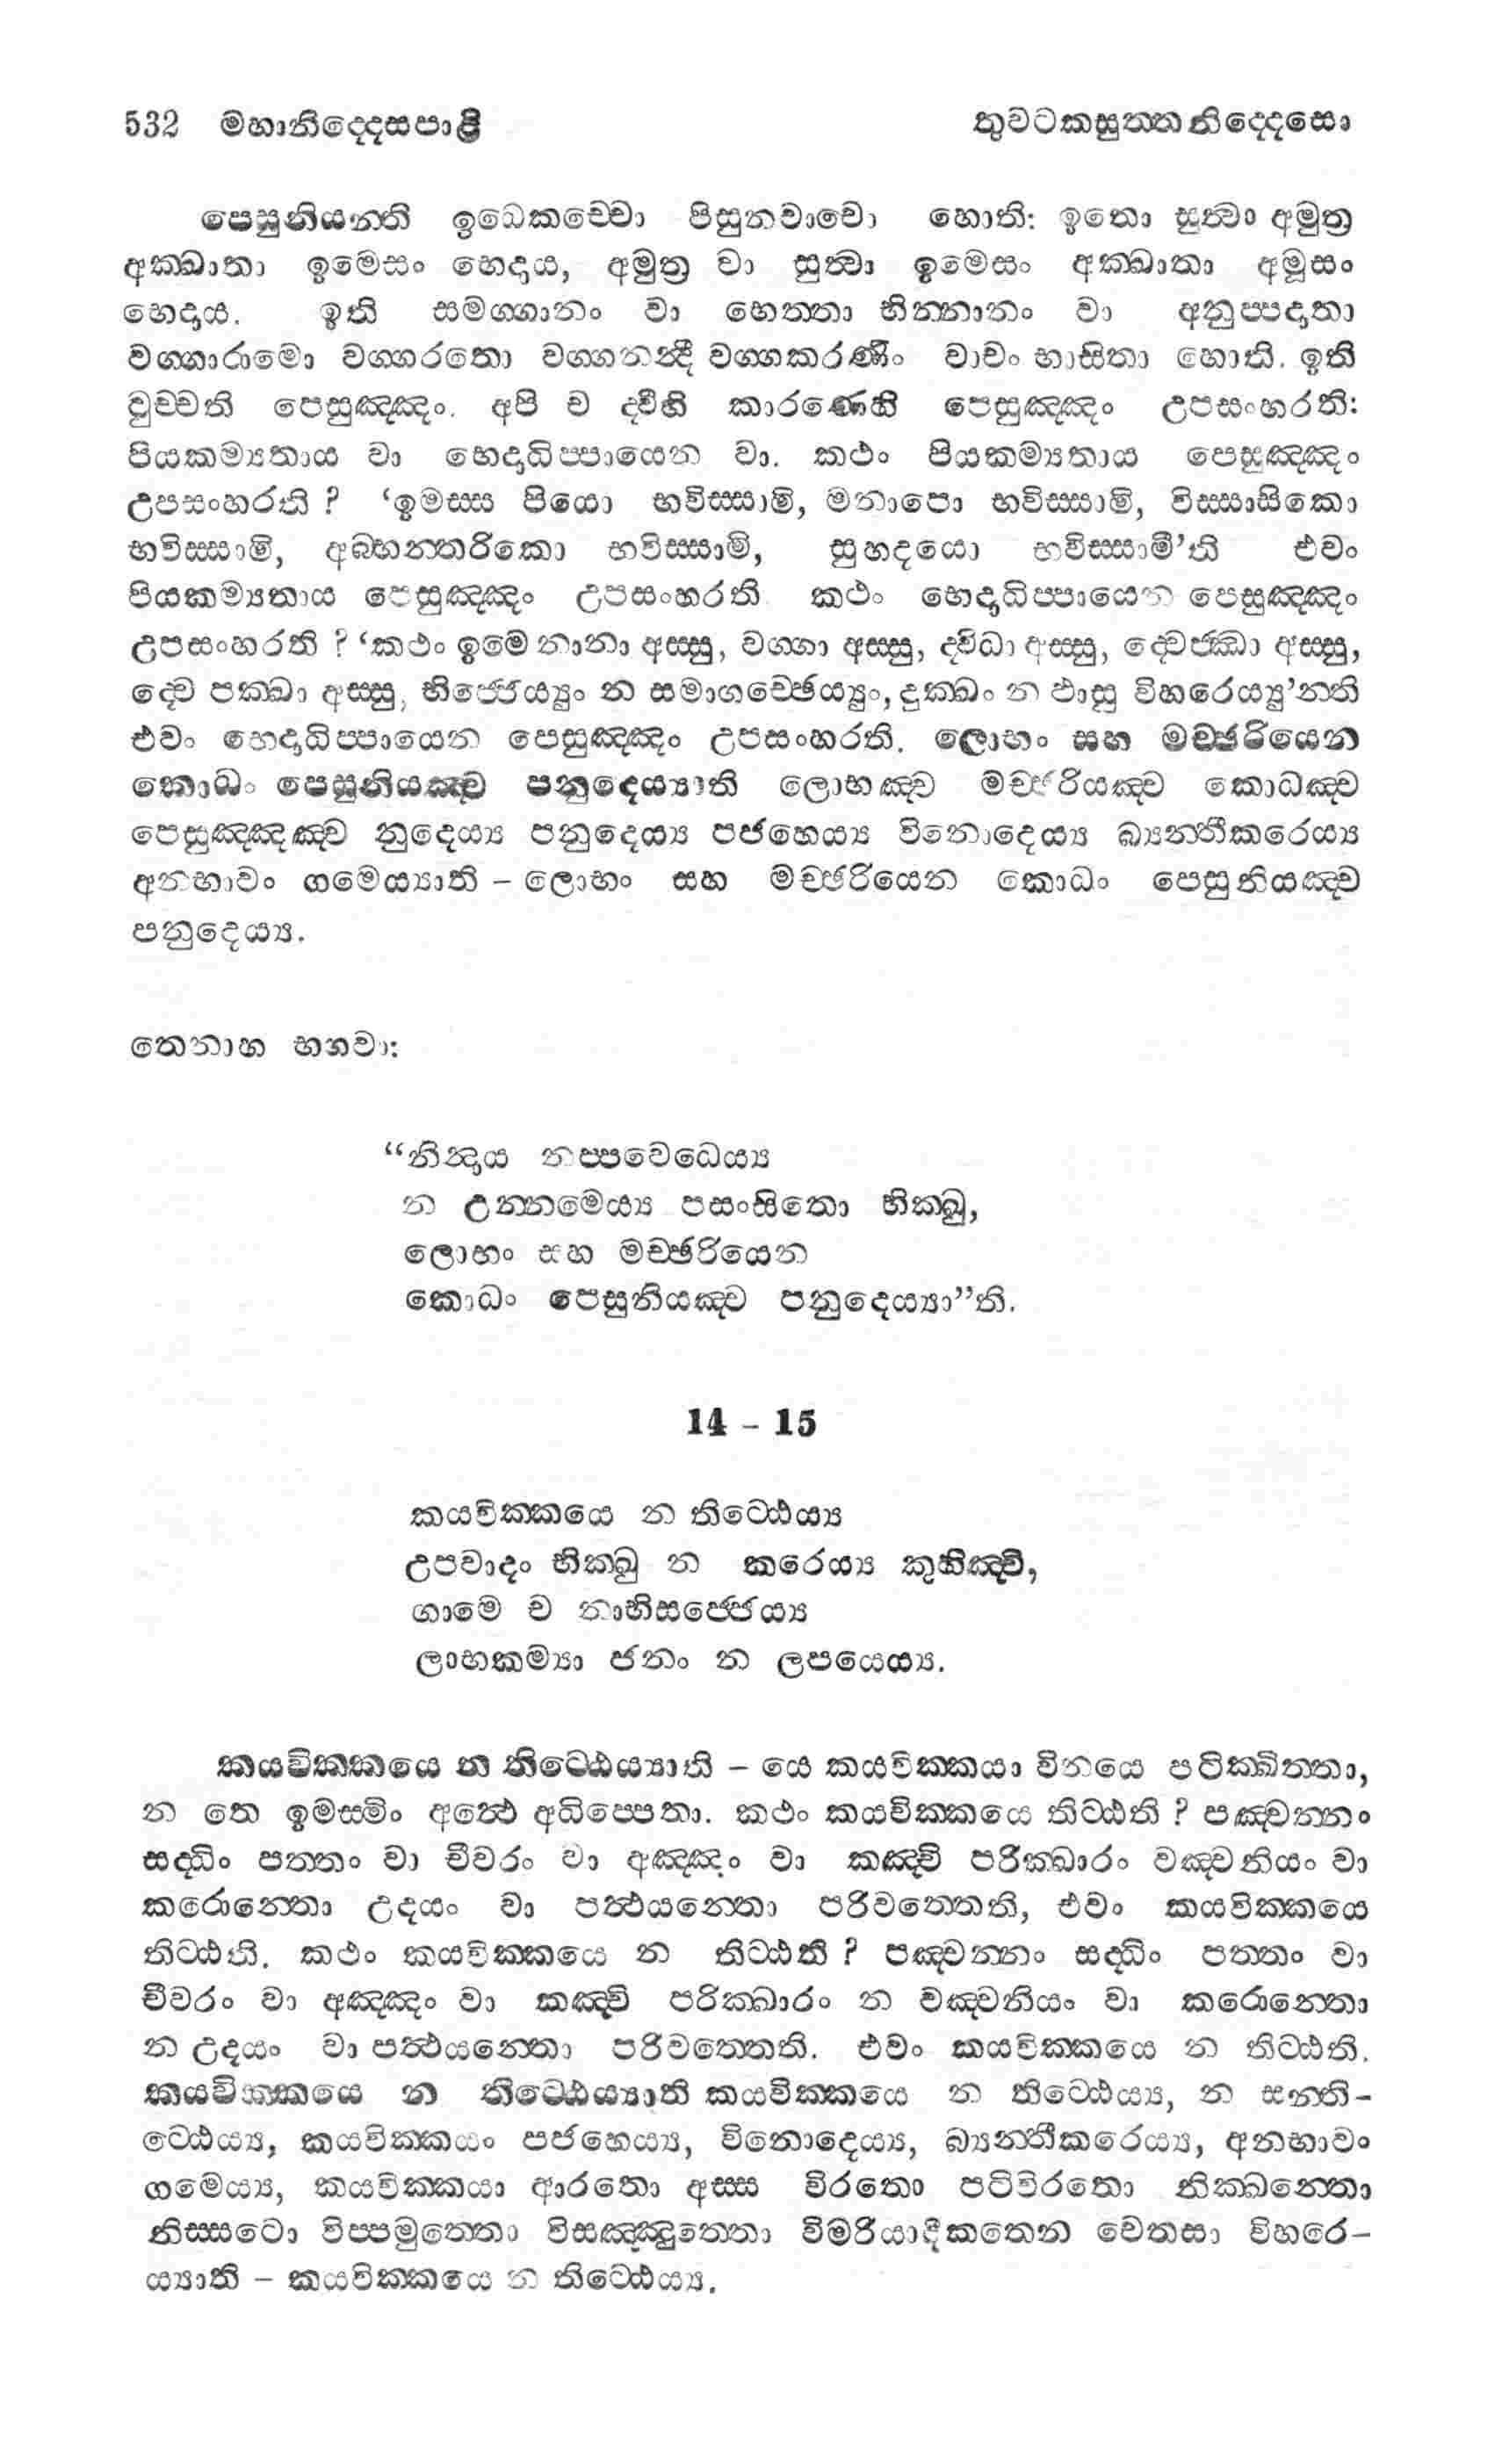 532 මහානිද්දෙසපාළි තුවටකසුත්තනිද්දෙසො
පෙසුනියන්ති ඉධෙකච්චො පිසුනවාචො හොති: ඉතො සුත්වා අමුත්‍ර
අක්ඛාතා ඉමෙසං භෙදාය, අමුත්‍ර වා සුත්වා ඉමෙසං අක්ඛාතා අමූසං
භෙදාය. ඉති සමග්ගානං වා භෙත්තා භින්නානං වා අනුප්පදාතා
වග්ගාරාමො වග්ගරතො වග්ගනන්දී වග්ගකරණිං වාචං භාසිතා හොති. ඉති
වුච්චති පෙසුඤ්ඤං. අපි ච ද්වීහි කාරණෙහි පෙසුඤ්ඤං උපසංහරති:
පියකම්‍යතාය වා භෙදාධිප්පායෙන වා. කථං පියකම්‍යතාය පෙසුඤ්ඤං
උපසංහරති ? ‘ඉමස්ස පියො භවිස්සාමි, මනාපො භවිස්සාමි, විස්සාසිකො
භවිස්සාමි, අබ්භන්තරිකො භවිස්සාමි, සුහදයො භවිස්සාමී’ති එවං
පියකම්‍යතාය පෙසුඤ්ඤං උපසංහරති. කථං භෙදාධිප්පායෙන පෙසුඤ්ඤං
උපසංහරති ? ‘කථං ඉමෙ නානා අස්සු, වග්ගා අස්සු, ද්විධා අස්සු, ද්වෙජ්ඣා අස්සු,
ද්වෙ පක්ඛා අස්සු, භිජ්ජෙය්‍යුං න සමාගච්ඡෙය්‍යුං, දුක්ඛං න ඵාසු විහරෙය්‍යු’න්ති
එවං භෙදාධිප්පායෙන පෙසුඤ්ඤං උපසංහරති. ලොභං සහ මච්ඡරියෙන
කොධං පෙසුනියඤ්ච පනුදෙය්‍යාති ලොභඤ්ච මච්ඡරියඤ්ච කොධඤ්ච
පෙසුඤ්ඤඤ්ච නුදෙය්‍ය පනුදෙය්‍ය පජහෙය්‍ය විනොදෙය්‍ය බ්‍යන්තීකරෙය්‍ය
අනභාවං ගමෙය්‍යාති – ලොභං සහ මච්ඡරියෙන කොධං පෙසුනියඤ්ච
පනුදෙය්‍ය.
තෙනාහ භගවා:
“නින්දාය නප්පවෙධෙය්‍ය
න උන්නමෙය්‍ය පසංසිතො භික්ඛු,
ලොභං සහ මච්ඡරියෙන
කොධං පෙසුනියඤ්ච පනුදෙය්‍යා”ති.
14 – 15
කයවික්කයෙ න තිට්ඨෙය්‍ය
උපවාදං භික්ඛු න කරෙය්‍ය කුහිඤ්චි,
ගාමෙ ච නාභිසජ්ජෙය්‍ය
ලාභකම්‍යා ජනං න ලපයෙය්‍ය.
කයවික්කයෙ න තිට්ඨෙය්‍යාති – යෙ කයවික්කයා විනයෙ පටික්ඛිත්තා,
න තෙ ඉමස්මිං අත්ථෙ අධිප්පෙතා. කථං කයවික්කයෙ තිට්ඨති ? පඤ්චන්නං
සද්ධිං පත්තං වා චීවරං වා අඤ්ඤං වා කඤ්චි පරික්ඛාරං වඤ්චනියං වා
කරොන්තො උදයං වා පත්ථයන්තො පරිවත්තෙති, එවං කයවික්කයෙ
තිට්ඨති. කථං කයවික්කයෙ න තිට්ඨති ? පඤ්චන්නං සද්ධිං පත්තං වා
චීවරං වා අඤ්ඤං වා කඤ්චි පරික්ඛාරං න වඤ්චනියං වා කරොන්තො
න උදයං වා පත්ථයන්තො පරිවත්තෙති. එවං කයවික්කයෙ න තිට්ඨති.
කයවික්කයෙ න තිට්ඨෙය්‍යාති කයවික්කයෙ න තිට්ඨෙය්‍ය, න සන්ති-
ට්ඨෙය්‍ය, කයවික්කයං පජහෙය්‍ය, විනොදෙය්‍ය, බ්‍යන්තීකරෙය්‍ය, අනභාවං
ගමෙය්‍ය, කයවික්කයා ආරතො අස්ස විරතො පටිවිරතො නික්ඛන්තො
නිස්සටො විප්පමුත්තො විසඤ්ඤුත්තො විමරියාදීකතෙන චෙතසා විහරෙ-
ය්‍යාති – කයවික්කයෙ න තිට්ඨෙය්‍ය.